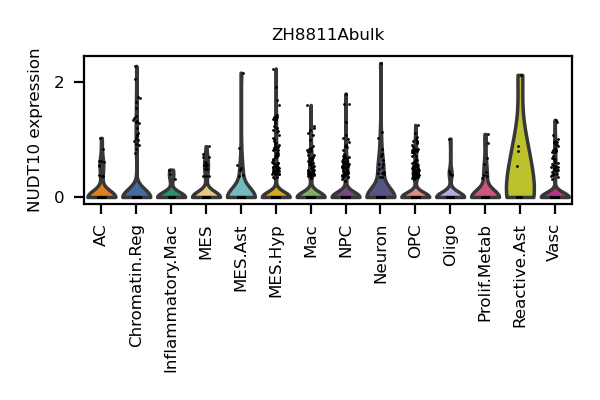 ZH8811Abulk
NUDT10 expression
2
0
AC
Chromatin.Reg
Inflammatory.Mac
MES
MES.Ast
MES.Hyp
Mac
NPC
Neuron
OPC
Oligo
Prolif.Metab
Reactive.Ast
Vasc